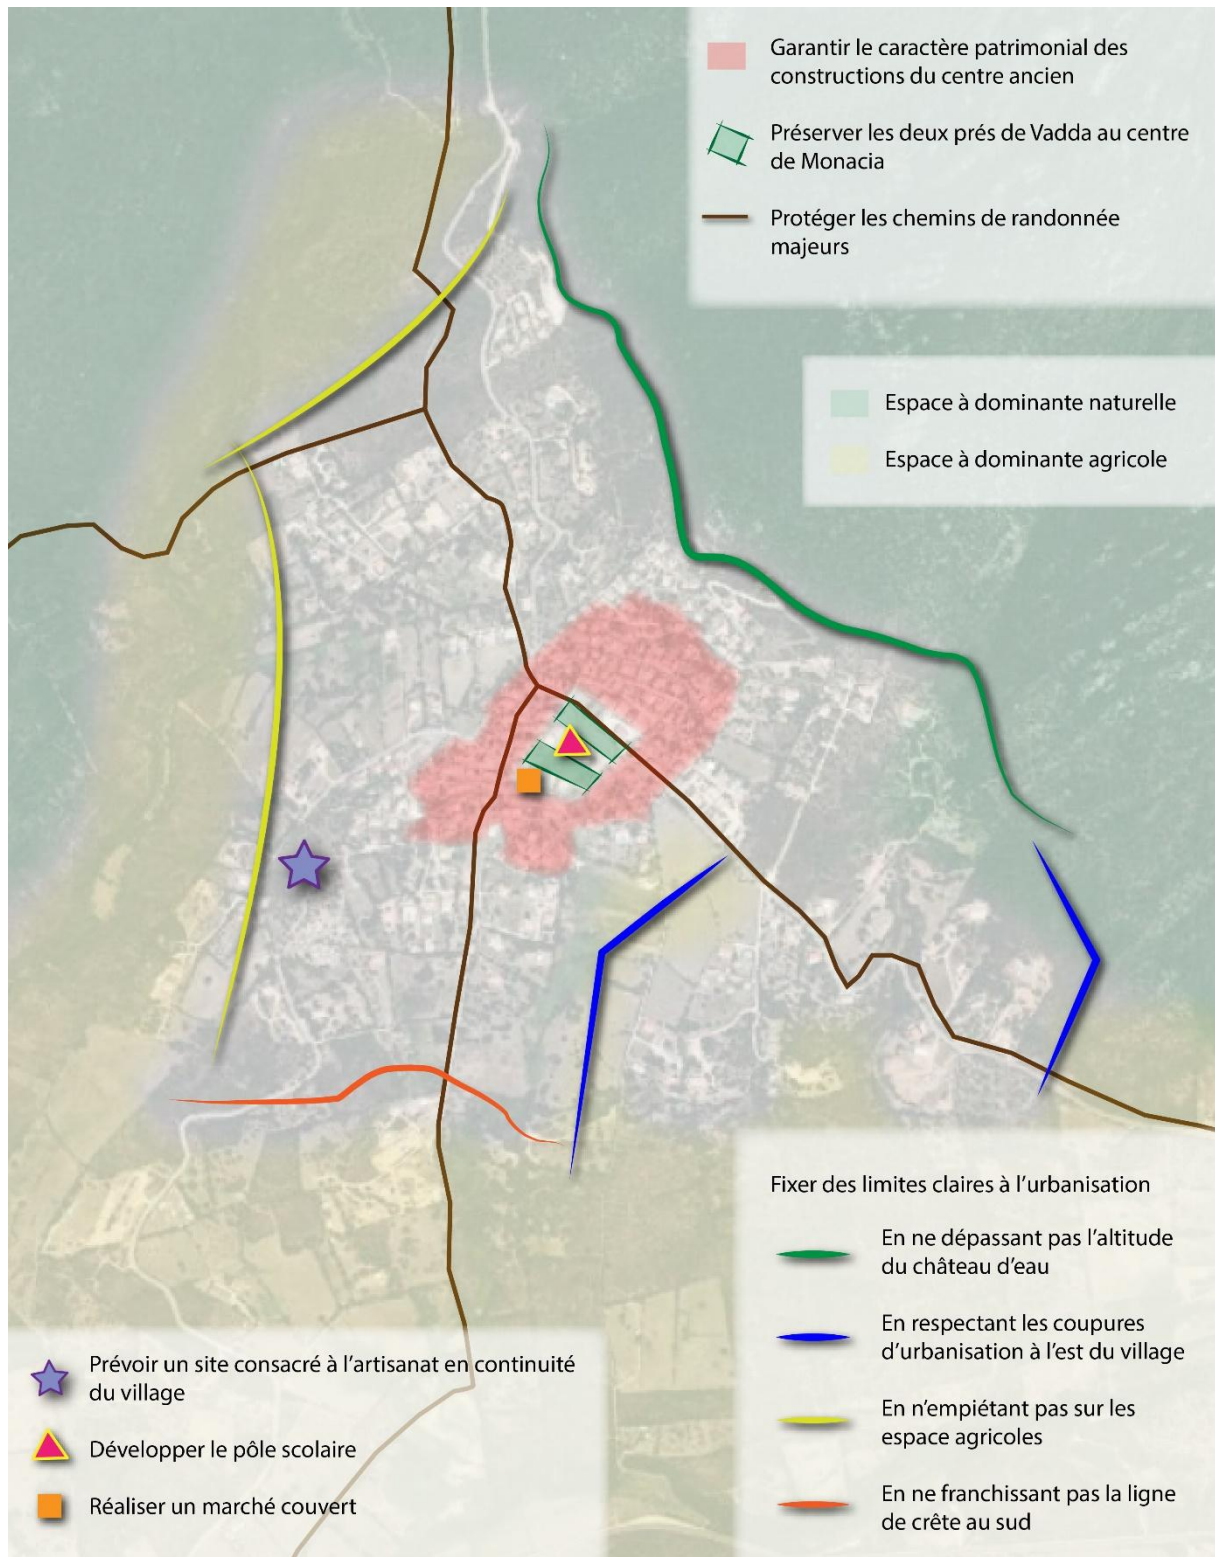 Garantir le caractère patrimonial des
constructions du centre ancien
Préserver les deux prés de Vadda au centre
de Monacia
Protéger les chemins de randonnée
majeurs
Espace à dominante naturelle
Espace à dominante agricole
Fixer des limites claires à l'urbanisation
En ne dépassant pas l'altitude
du château d'eau
En respectant les coupures
d'urbanisation à l'est du village
En n'empiétant pas sur les
espace agricoles
En ne franchissant pas la ligne
de crête au sud
Prévoir un site consacré à l'artisanat en continuité
du village
Développer le pôle scolaire
Réaliser un marché couvert